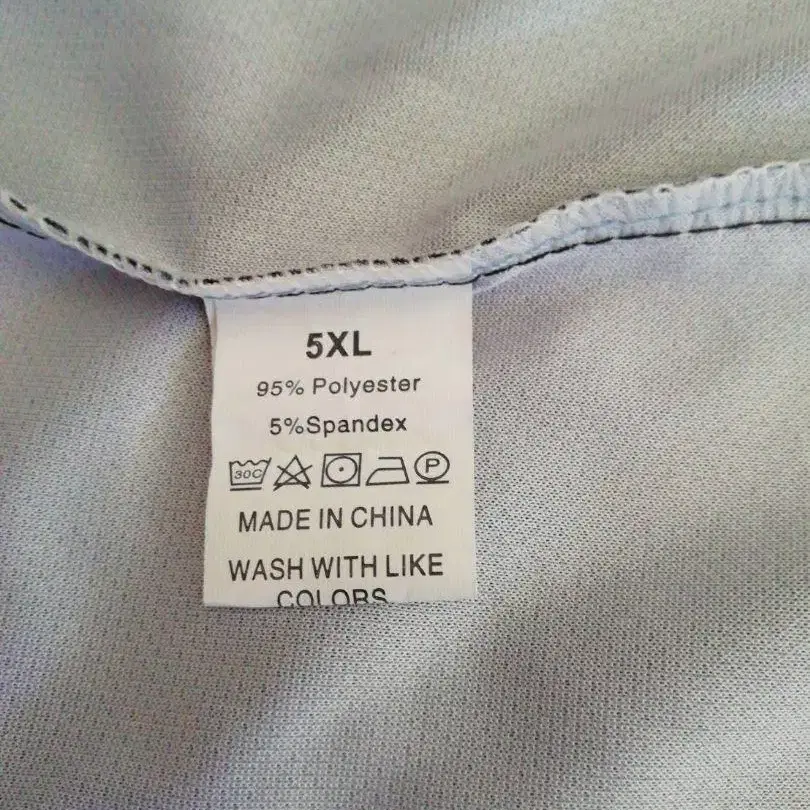 5XL
95% Polyester
5%Spandex
30C P
MADE IN CHINA
WASH WITH LIKE
COLORS